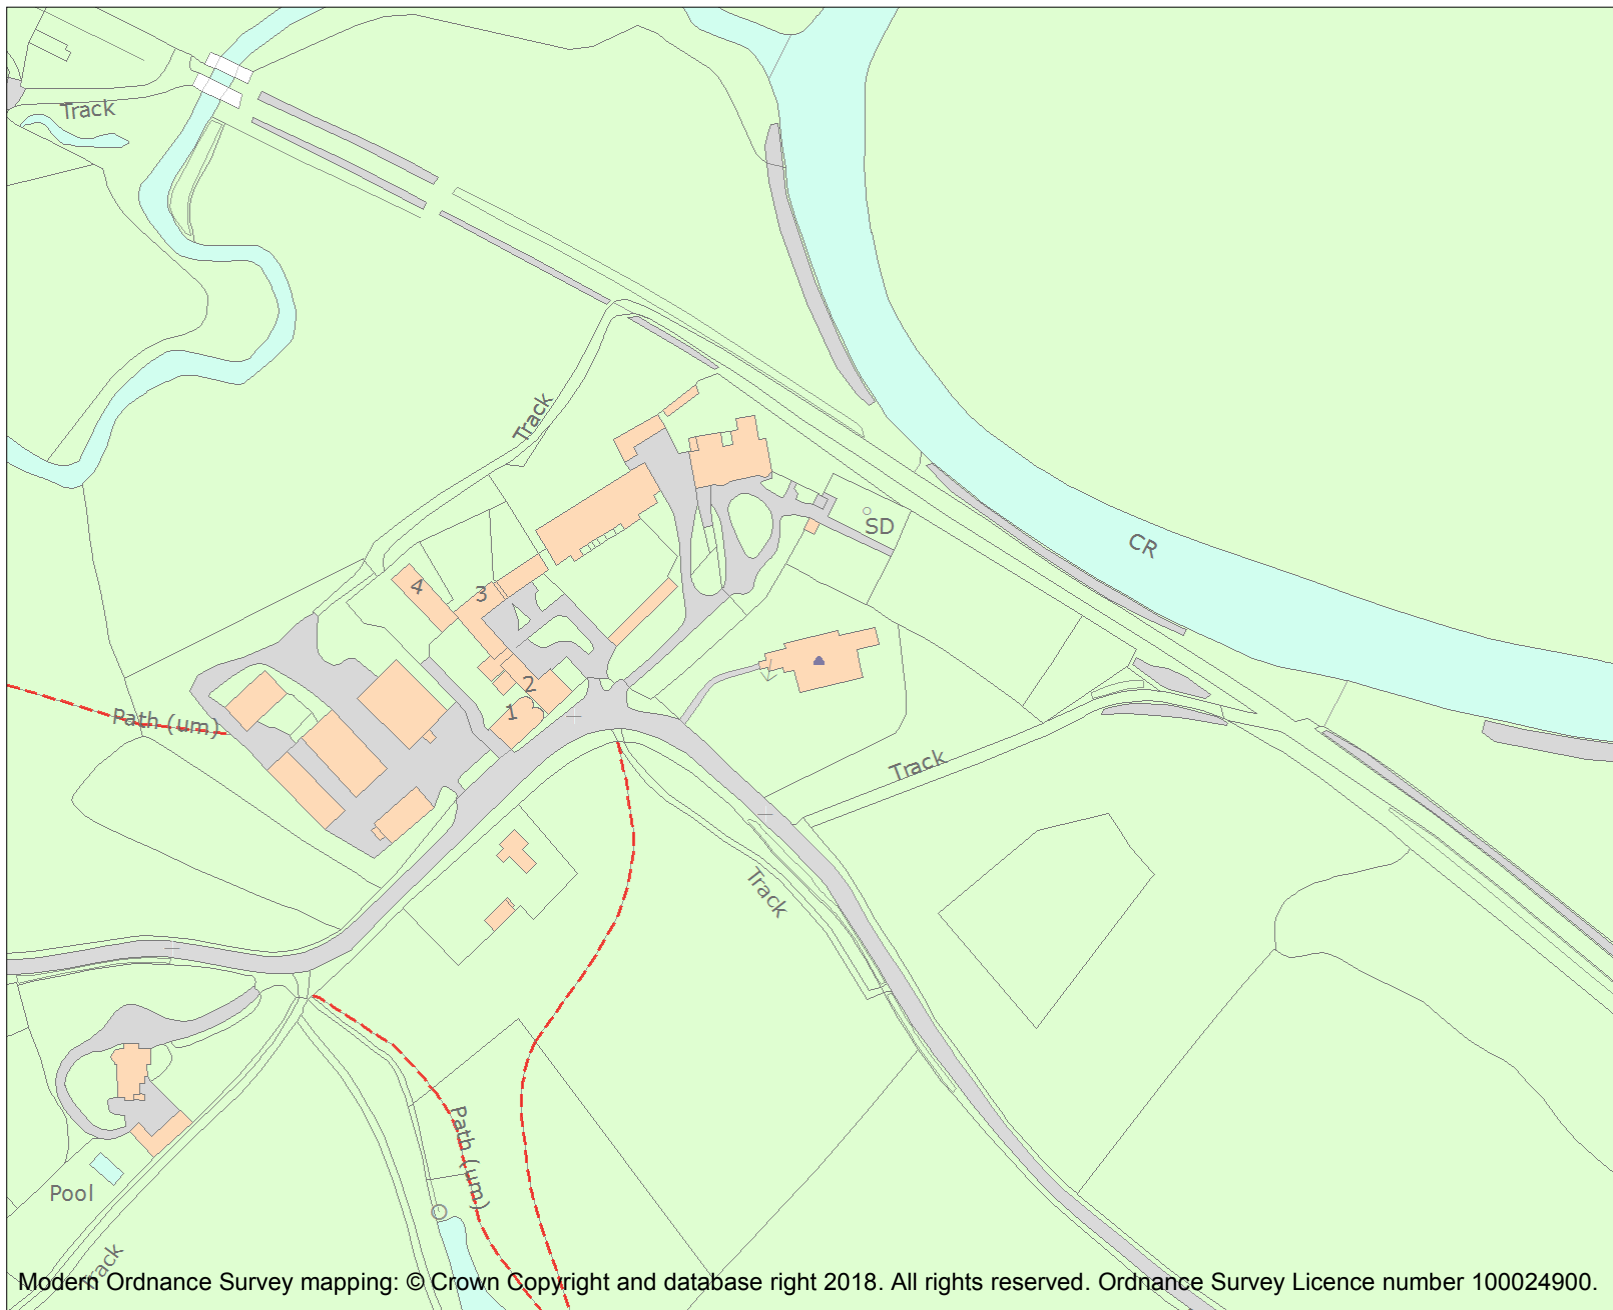 Track
Track
SD
CR
4
3
2
1
Path (um)
Track
Track
Path (um)
Pool
Track
Modern Ordnance Survey mapping: © Crown Copyright and database right 2018. All rights reserved. Ordnance Survey Licence number 100024900.